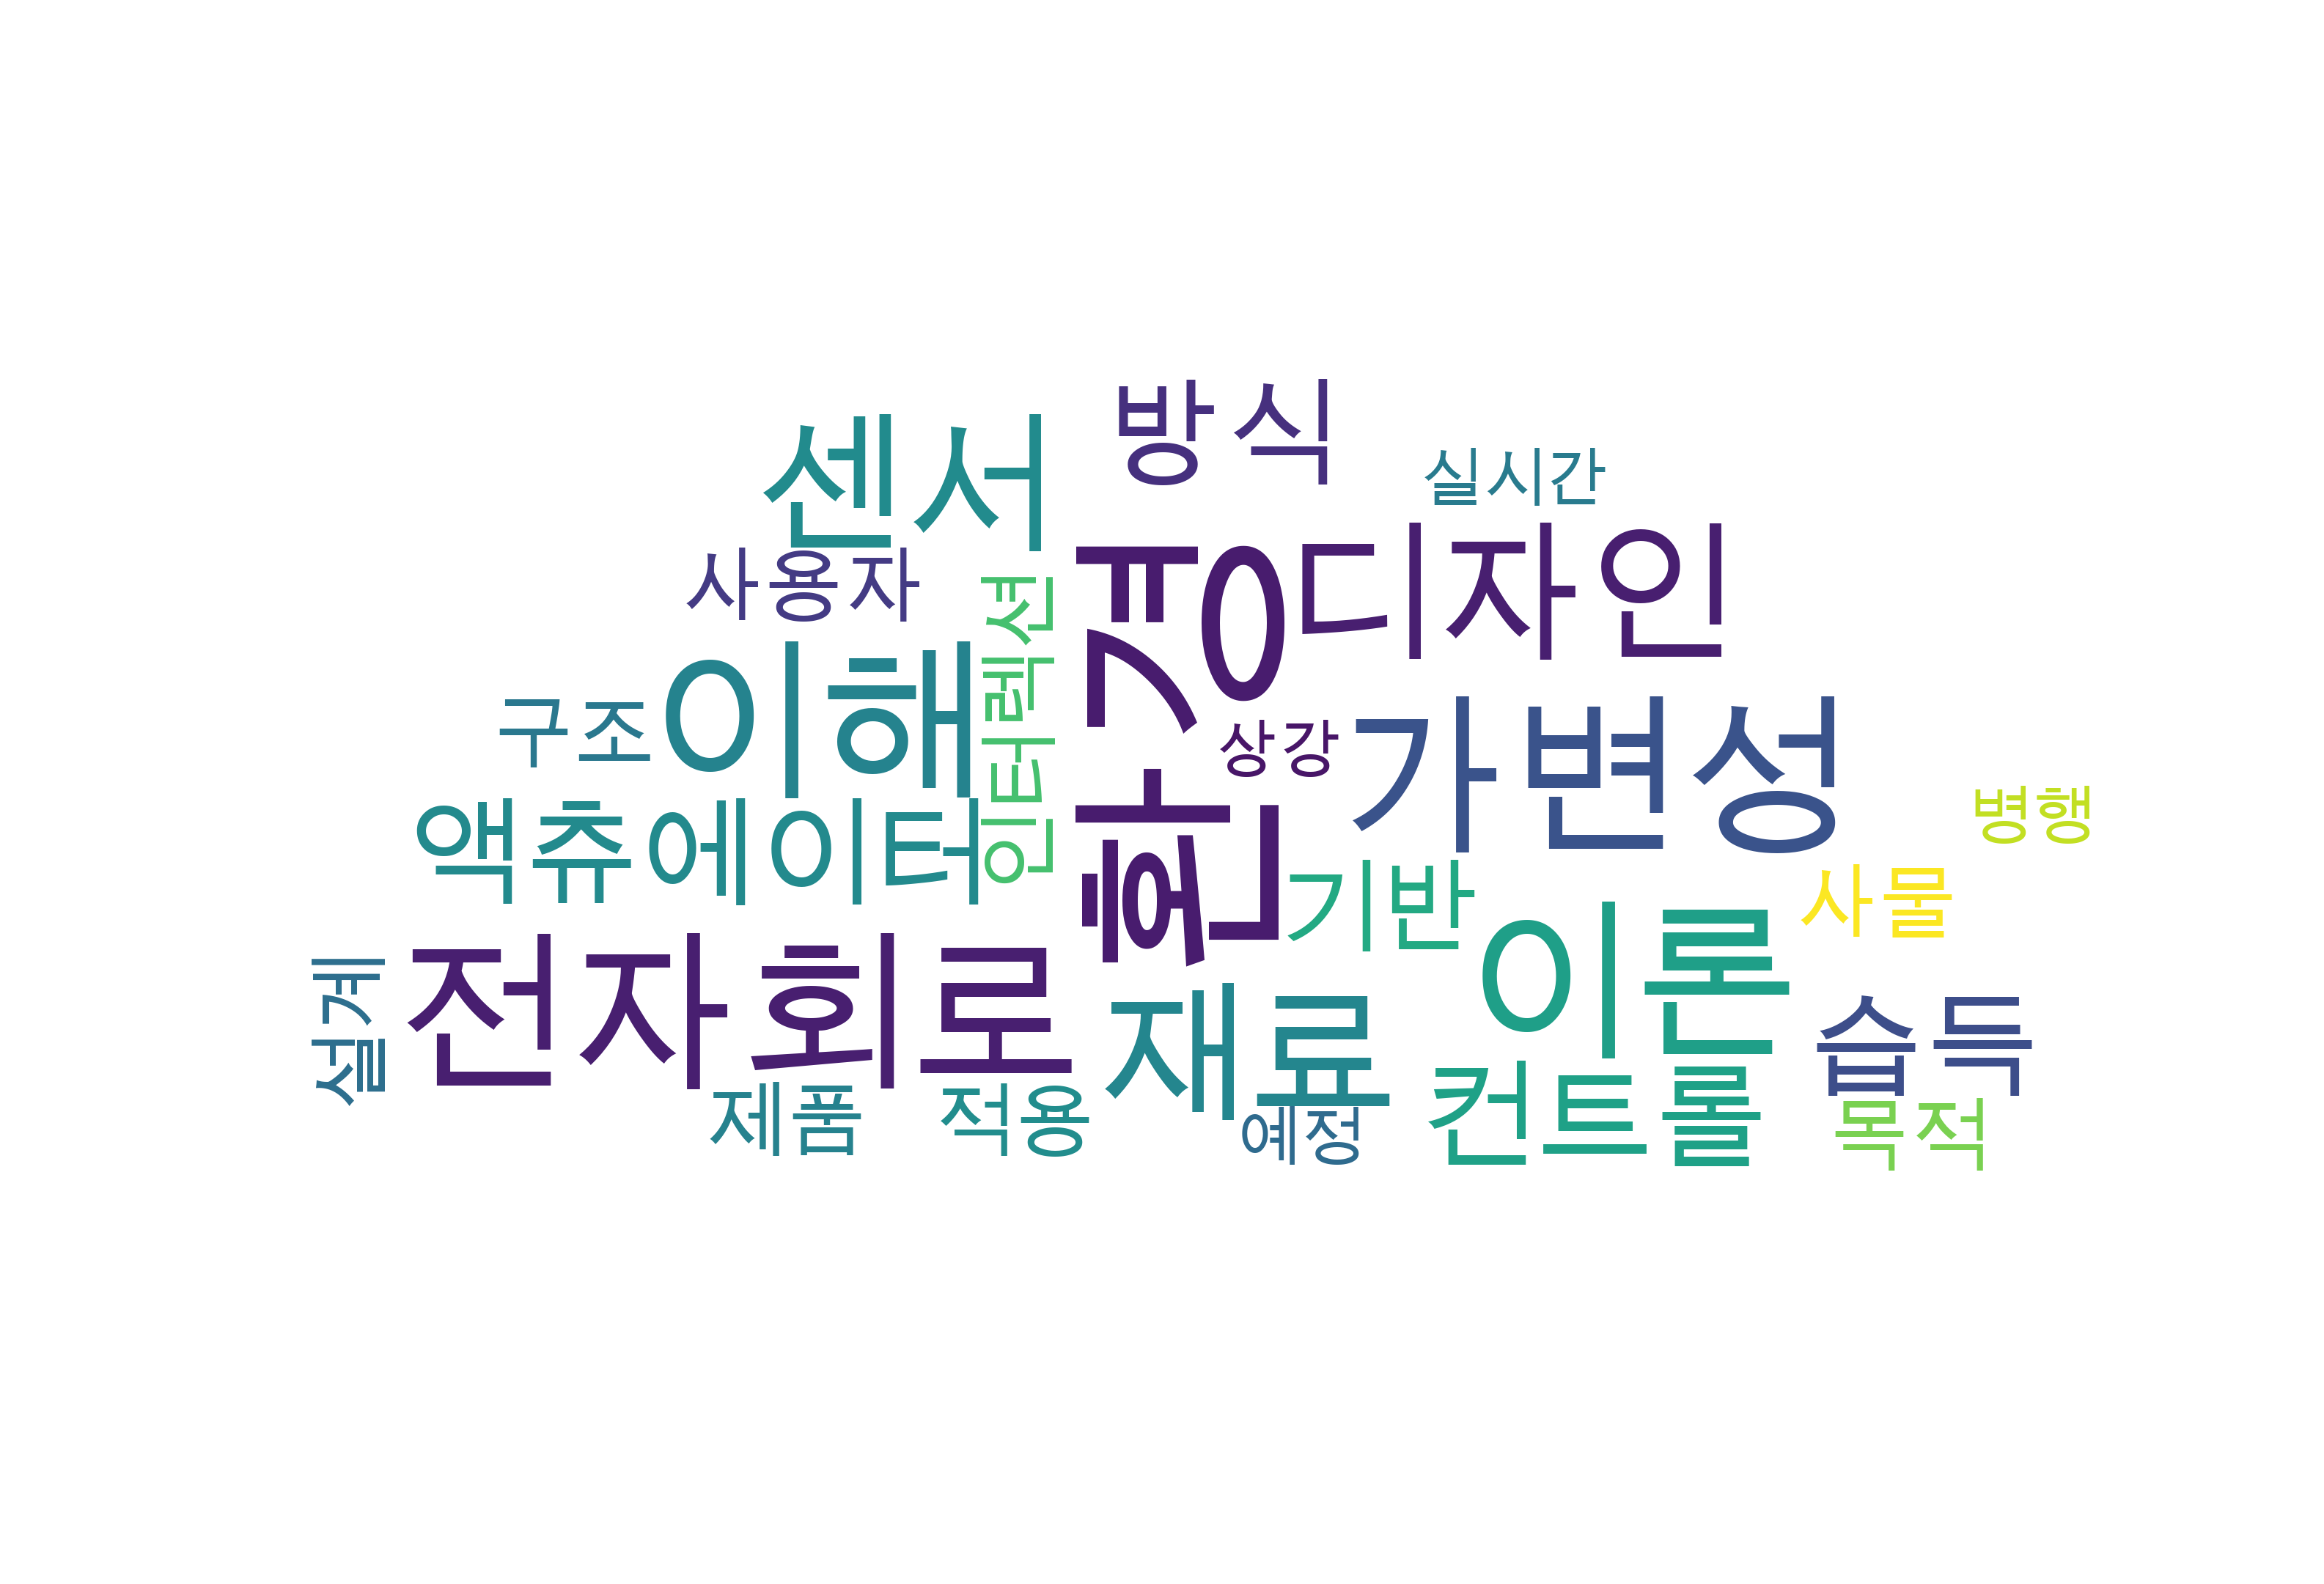 방식
센서
실시간
디자인
사용자
인터렉션
환경
이해
구조
상강
가변성
병행
액추에이터
기반
사물
이론
전자회로
설계
재료
습득
컨트롤
제품
적용
예정
목적